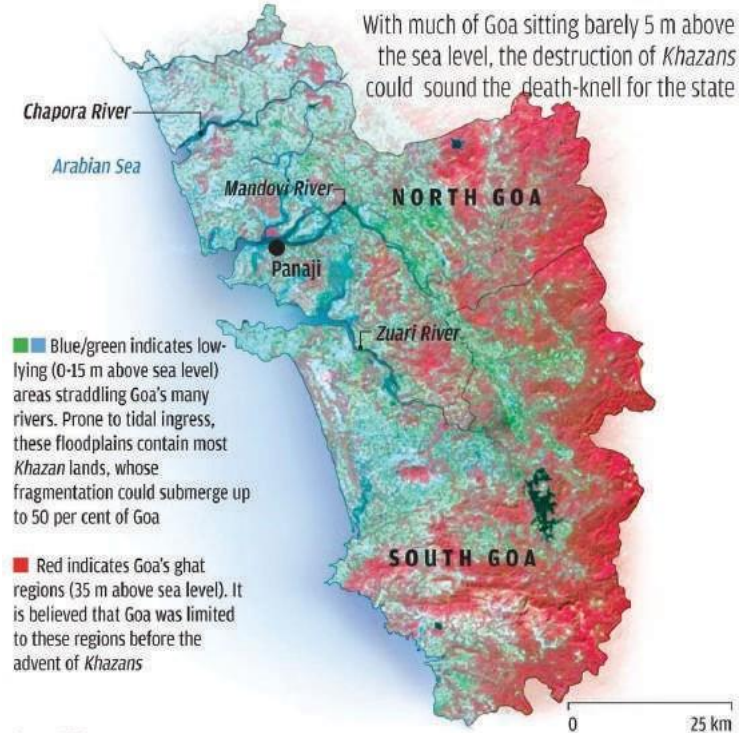 With much of Goa sitting barely 5 m above
the sea level, the destruction of Khazans
could sound the death-knell for the state
Chapora River
Arabian Sea
Mandovi River
NORTH GOA
Panaji
Zuari River
Blue/green indicates low-
lying (0-15 m above sea level)
areas straddling Goa's many
rivers. Prone to tidal ingress,
these floodplains contain most
Khazan lands, whose
fragmentation could submerge up
to 50 per cent of Goa
SOUTH GOA
Red indicates Goa's ghat
regions (35 m above sea level). It
is believed that Goa was limited
to these regions before the
advent of Khazans
0 25 km